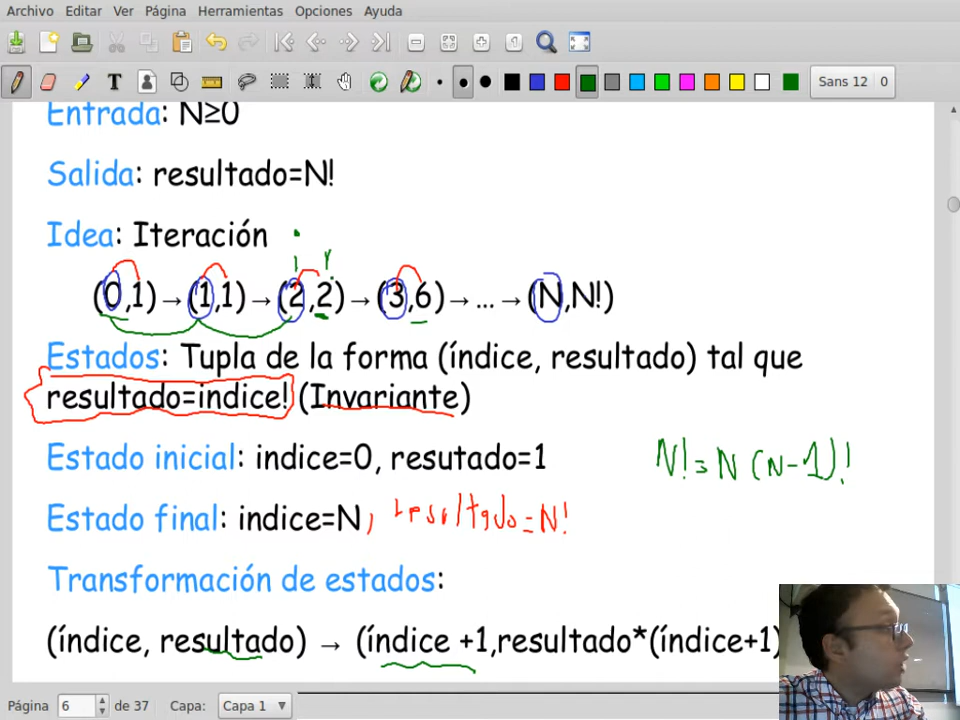 Archivo Editar Ver Página Herramientas Opciones Ayuda
Sans 12 0
Entrada: N≥0
Salida: resultado=N!
Idea: Iteración
(0,1)→(1,1)→(2,2)→(3,6)→...→(N,N!)
Estados: Tupla de la forma (índice, resultado) tal que
resultado=indice! (Invariante)
Estado inicial: indice=0, resutado=1
N!=N(N-1)!
Estado final: indice=N, resultado=N!
Transformación de estados:
(índice, resultado) → (índice +1,resultado*(índice+1)
Página 6 de 37 Capa: Capa 1